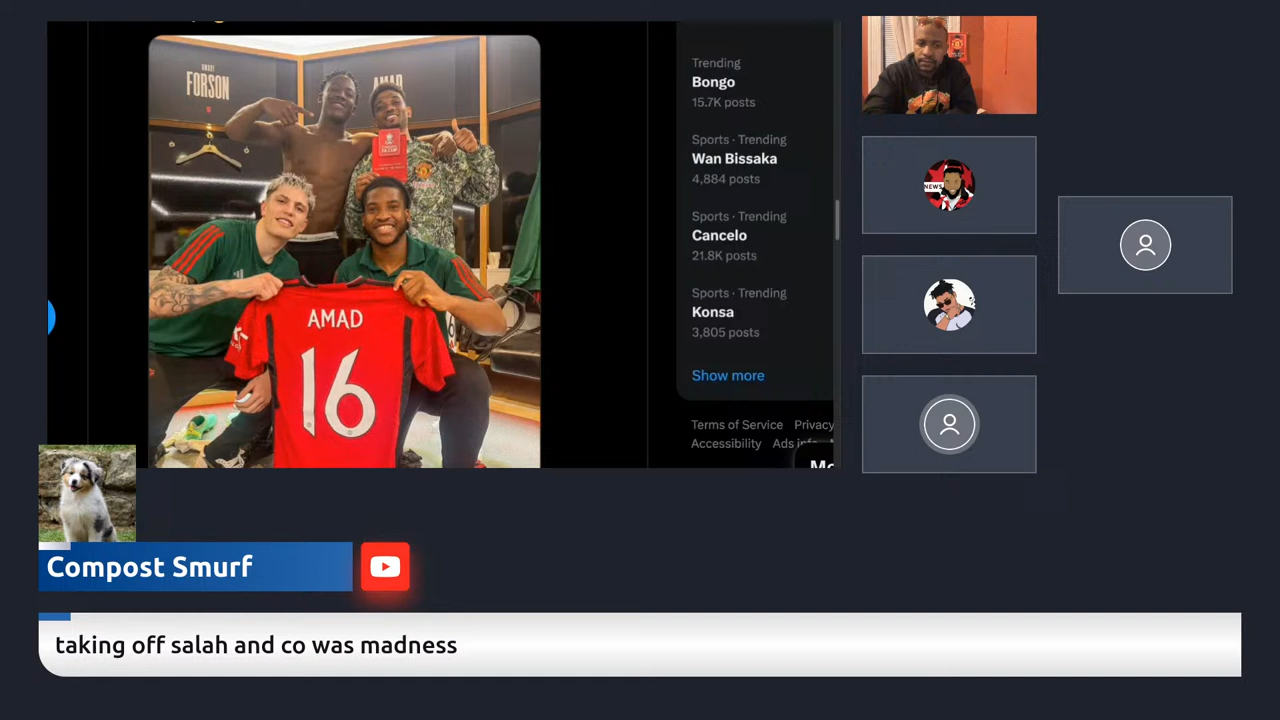 FORSON
AMAD
AMAD
16
Trending
Bongo
15.7K posts
Sports · Trending
Wan Bissaka
4,884 posts
Sports · Trending
Cancelo
21.8K posts
Sports · Trending
Konsa
3,805 posts
Show more
Terms of Service Privacy
Accessibility Ads info
NEWS
Compost Smurf
taking off salah and co was madness